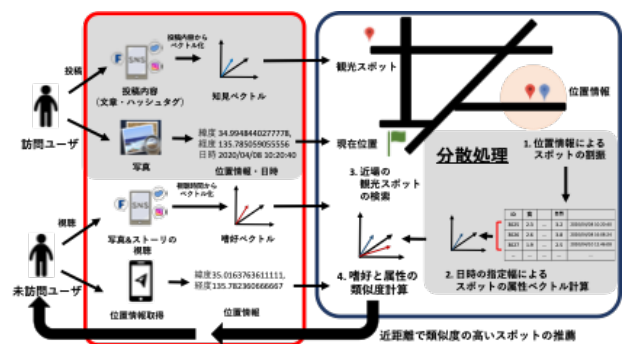 投稿
訪問ユーザ
SNS
投稿内容
(文章・ハッシュタグ)
写真
投稿内容から
ベクトル化
知見ベクトル
緯度 34.9948440277778,
経度 135.785059055556
日時 2020/04/08 10:20:40
位置情報・日時
視聴
未訪問ユーザ
SNS
写真&ストーリの
視聴
視聴時間から
ベクトル化
嗜好ベクトル
位置情報取得
緯度35.0163763611111,
経度135.782360666667
位置情報
観光スポット
位置情報
現在位置
分散処理
1. 位置情報による
スポットの割振
3. 近場の
観光スポット
の検索
2. 日時の指定幅による
スポットの属性ベクトル計算
4. 嗜好と属性の
類似度計算
近距離で類似度の高いスポットの推薦